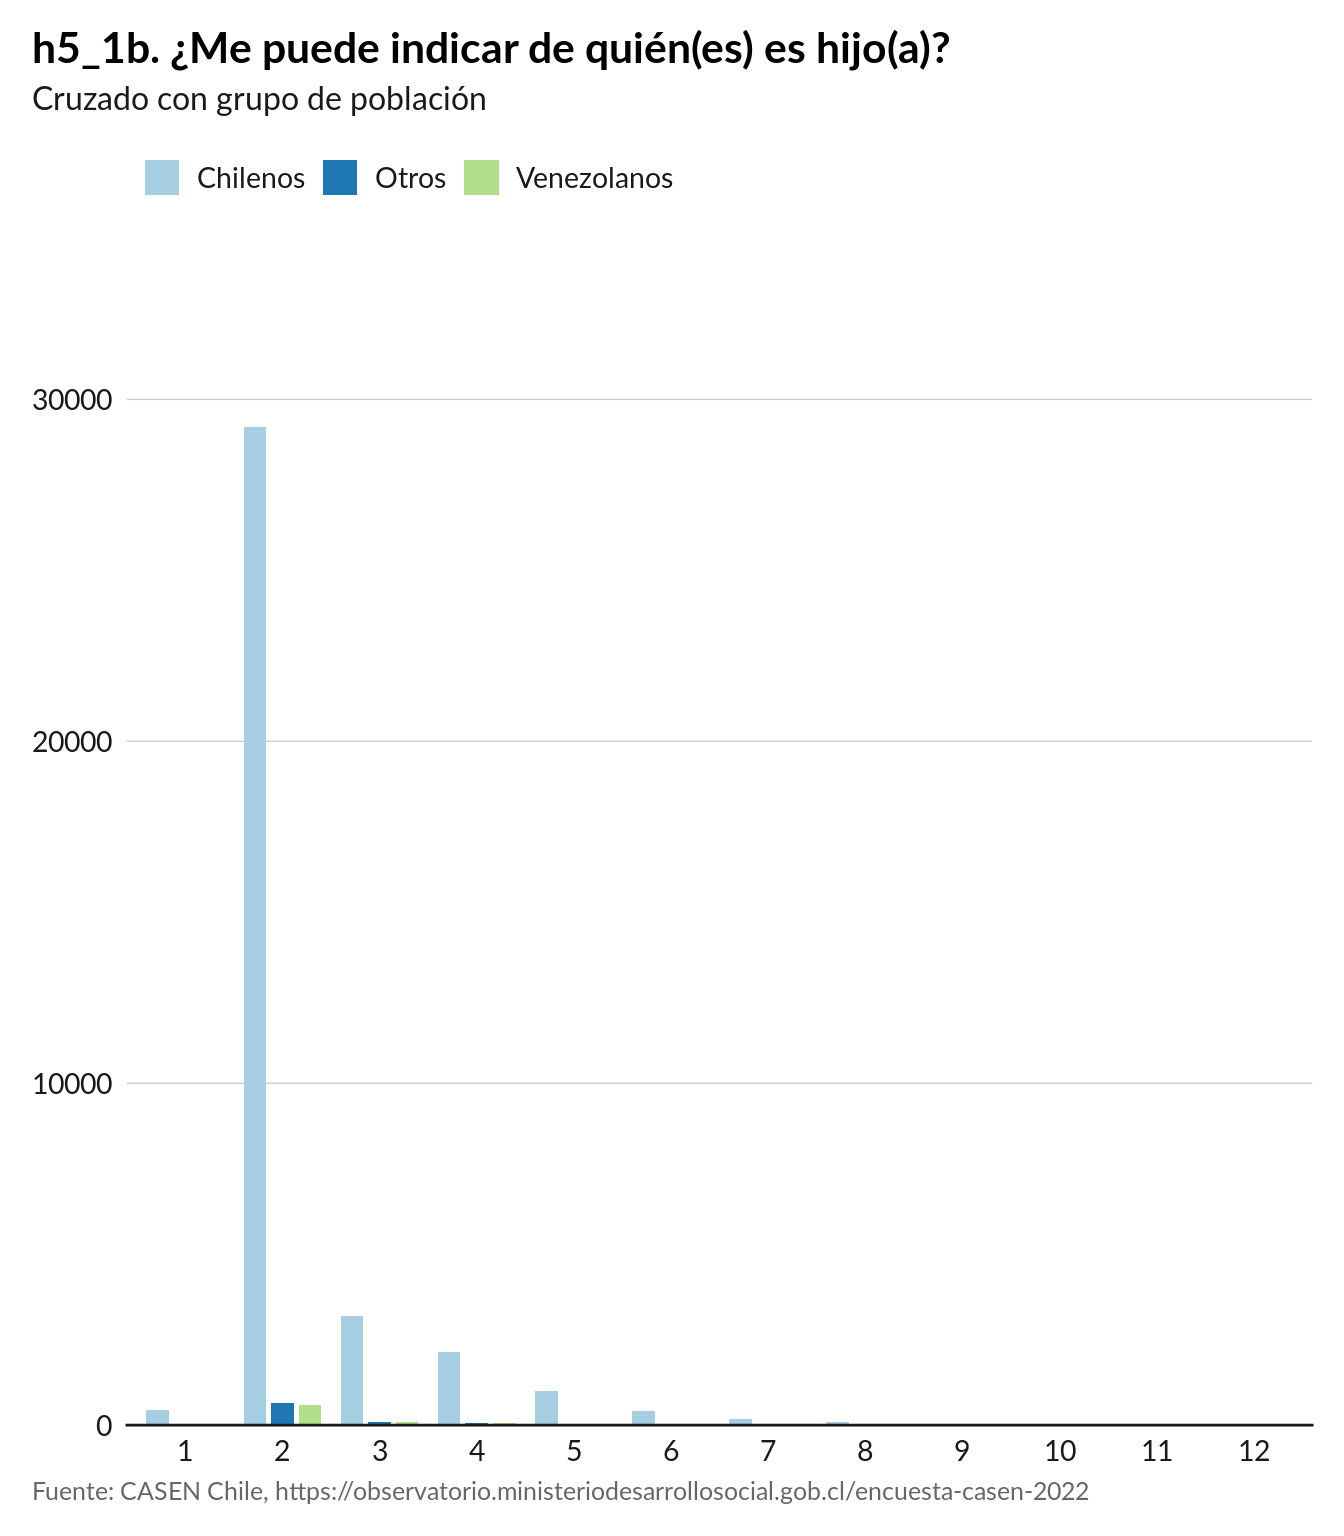 h5_1b. ¿Me puede indicar de quién(es) es hijo(a)?
Cruzado con grupo de población
Chilenos Otros Venezolanos
30000
20000
10000
0
1 2 3 4 5 6 7 8 9 10 11 12
Fuente: CASEN Chile, https://observatorio.ministeriodesarrollosocial.gob.cl/encuesta-casen-2022